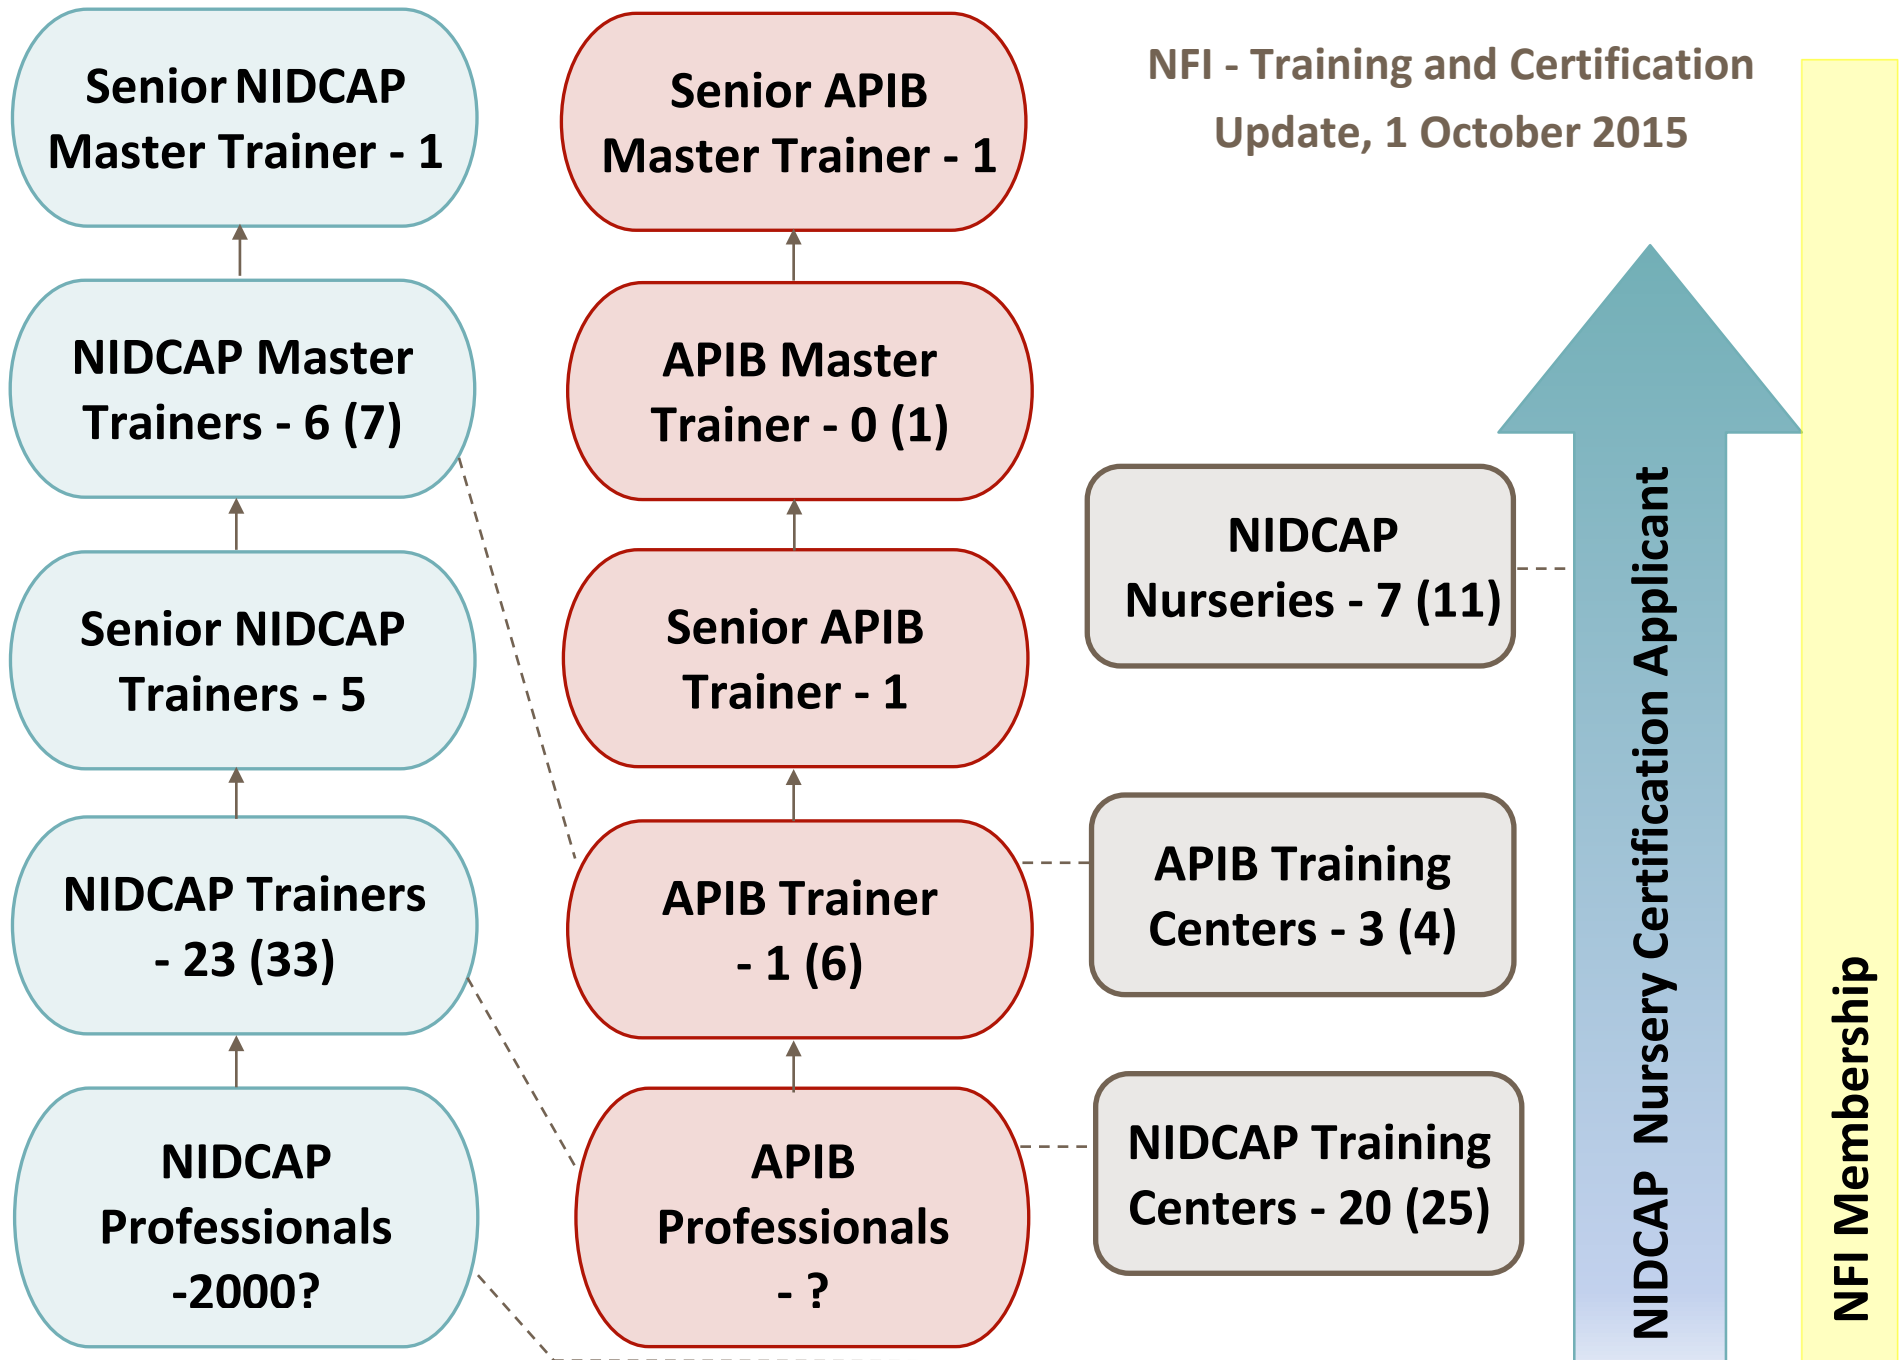 Senior NIDCAP
Master Trainer - 1
NIDCAP Master
Trainers - 6 (7)
Senior NIDCAP
Trainers - 5
NIDCAP Trainers
- 23 (33)
NIDCAP
Professionals
-2000?
Senior APIB
Master Trainer - 1
APIB Master
Trainer - 0 (1)
Senior APIB
Trainer - 1
APIB Trainer
- 1 (6)
APIB
Professionals
- ?
NFI - Training and Certification
Update, 1 October 2015
NIDCAP
Nurseries - 7 (11)
APIB Training
Centers - 3 (4)
NIDCAP Training
Centers - 20 (25)
NIDCAP Nursery Certification Applicant
NFI Membership